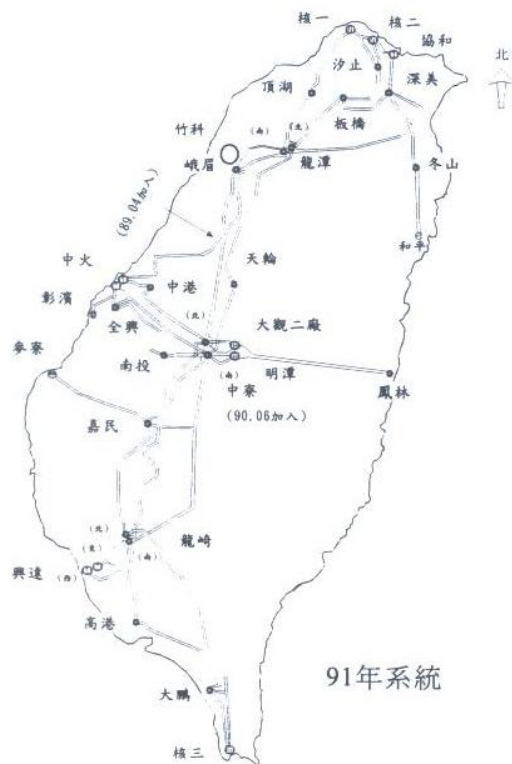 核一
核二
協和
北
汐止
深美
頂湖
板橋
竹科
(南)
(北)
峨眉
龍潭
冬山
(89.04加入)
和平
天輪
中火
中港
彰濱
(北)
大觀二廠
全興
南投
(南)
明潭
麥寮
中寮
鳳林
(90.06加入)
嘉民
(北)
龍崎
(東)
(南)
興達
(西)
高港
91年系統
大鵬
核三